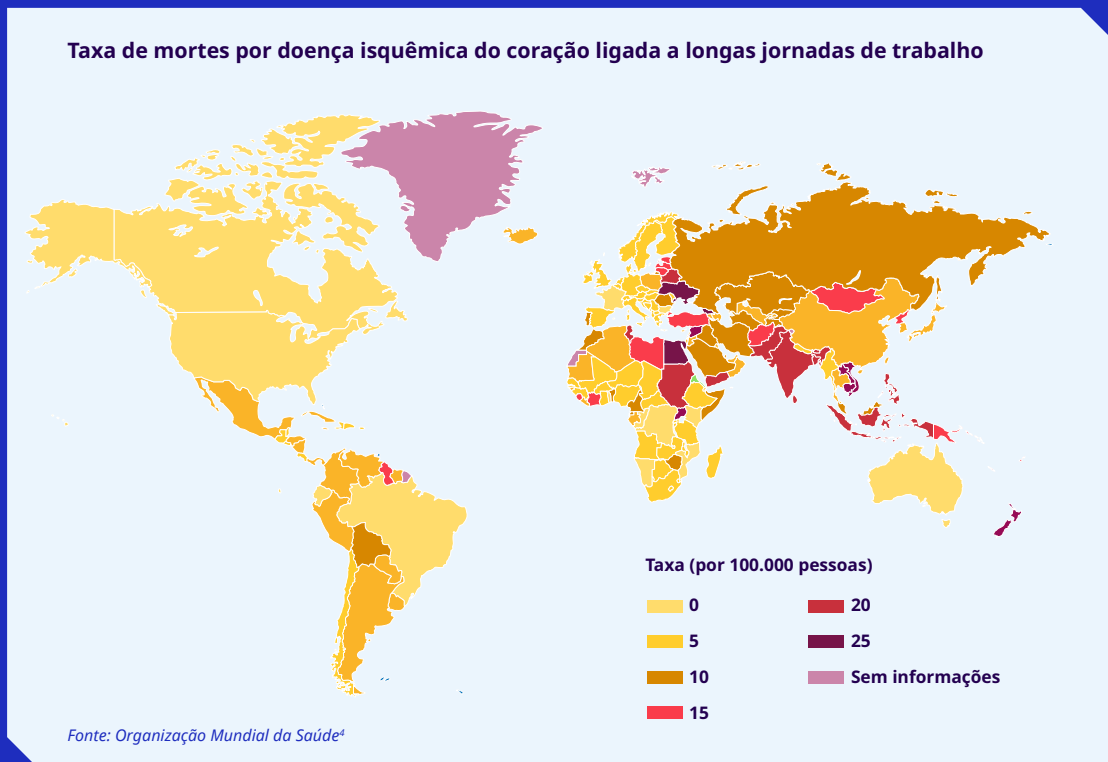 Taxa de mortes por doença isquêmica do coração ligada a longas jornadas de trabalho
Taxa (por 100.000 pessoas)
0
5
10
15
20
25
Sem informações
Fonte: Organização Mundial da Saúde⁴